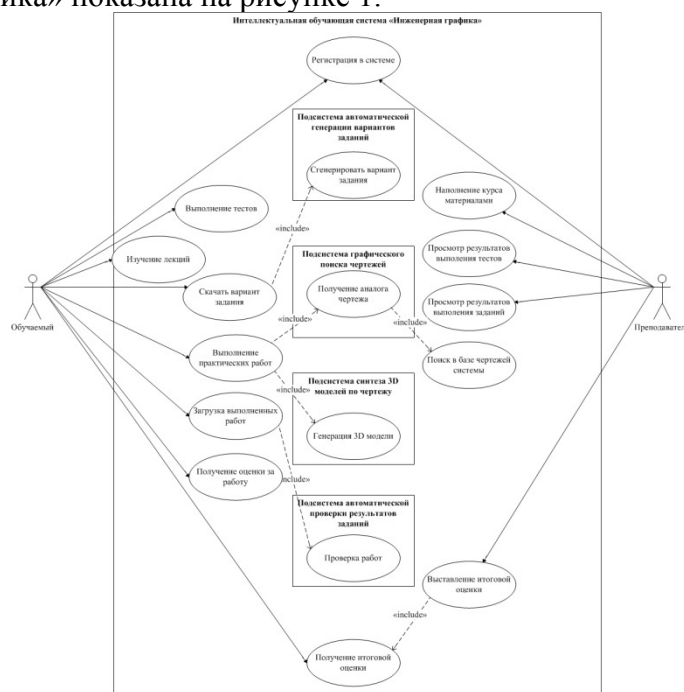 ика» показана на рисунке 1.
Интеллектуальная обучающая система «Инженерная графика»
Регистрация в системе
Подсистема автоматической
генерации вариантов
заданий
Сгенерировать вариант
задания
Наполнение курса
материалами
Выполнение тестов
«include»
Просмотр результатов
выполения тестов
Изучение лекций
Подсистема графического
поиска чертежей
Скачать вариант
задания
Получение аналога
чертежа
Просмотр результатов
выполения заданий
Обучаемый
Преподавател
«include»
«include»
Выполнение
практических работ
Поиск в базе чертежей
системы
Подсистема синтеза 3D
моделей по чертежу
«include»
Загрузка выполненных
работ
Генерация 3D модели
Получение оценки за
работу
include»
Подсистема автоматической
проверки результатов
заданий
Проверка работ
Выставление итоговой
оценки
«include»
Получение итоговой
оценки